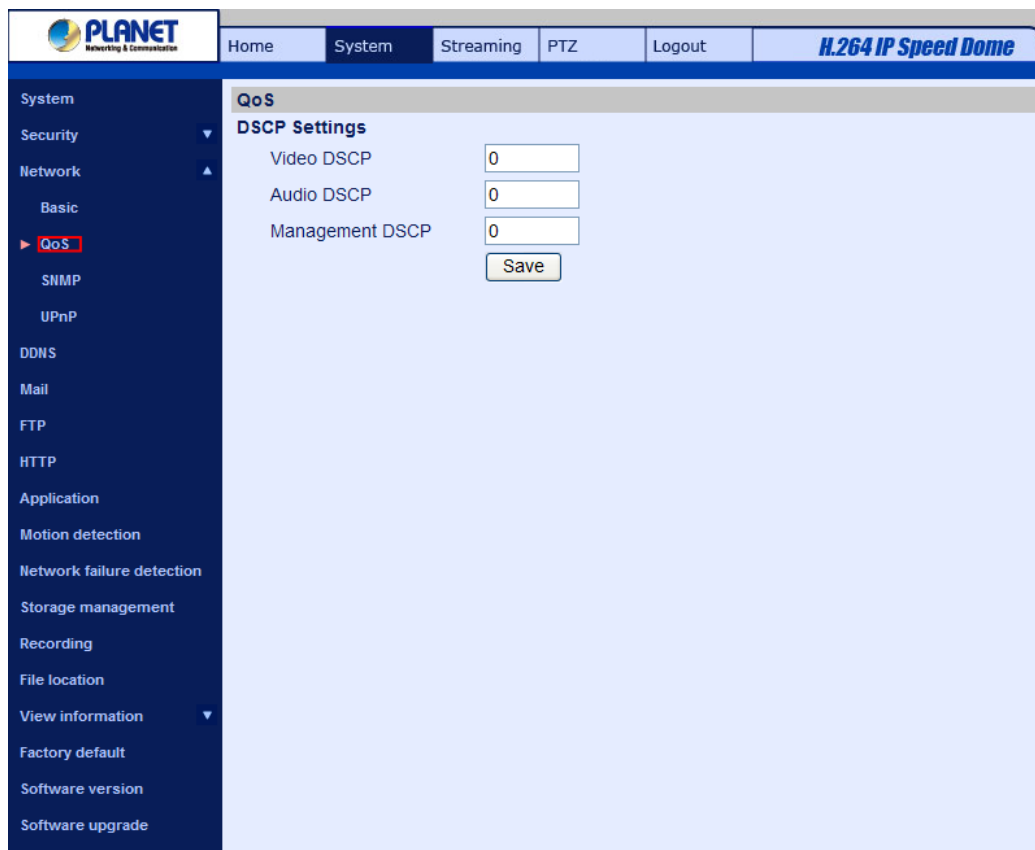 PLANET
Networking & Communication
Home System Streaming PTZ Logout H.264 IP Speed Dome
System
Security
Network
Basic
QoS
SNMP
UPnP
DDNS
Mail
FTP
HTTP
Application
Motion detection
Network failure detection
Storage management
Recording
File location
View information
Factory default
Software version
Software upgrade
QoS
DSCP Settings
Video DSCP 0
Audio DSCP 0
Management DSCP 0
Save